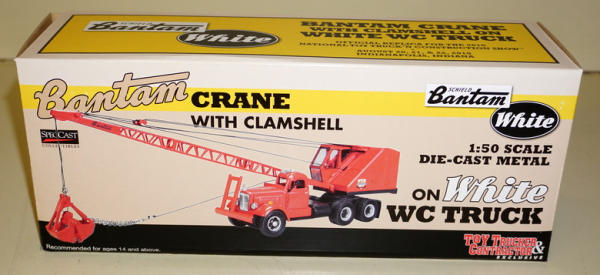 SCHIELD
Bantam
White
BANTAM CRANE
WITH CLAMSHELL ON
WHITE WC TRUCK
OFFICIAL REPLICA FOR THE 2010
NATIONAL TOY TRUCK'N CONSTRUCTION SHOW
INDIANAPOLIS, INDIANA
Bantam
CRANE
WITH CLAMSHELL
SCHIELD
Bantam
White
SPECCAST
COLLECTIBLES
1:50 SCALE
DIE-CAST METAL
ON White
WC TRUCK
Recommended for ages 14 and above.
TOY TRUCKER
& CONTRACTOR
EXCLUSIVE